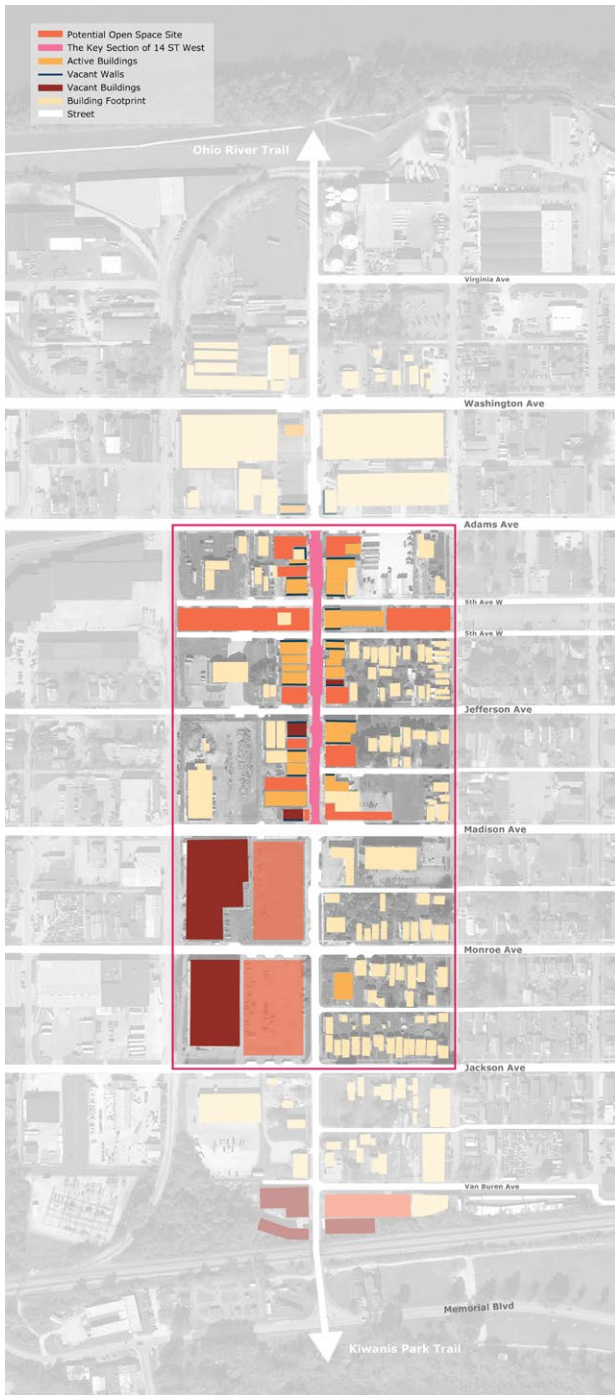 Potential Open Space Site
The Key Section of 14 ST West
Active Buildings
Vacant Walls
Vacant Buildings
Building Footprint
Street
Ohio River Trail
Virginia Ave
Washington Ave
Adams Ave
5th Ave W
5th Ave W
Jefferson Ave
Madison Ave
Monroe Ave
Jackson Ave
Van Buren Ave
Memorial Blvd
Kiwanis Park Trail